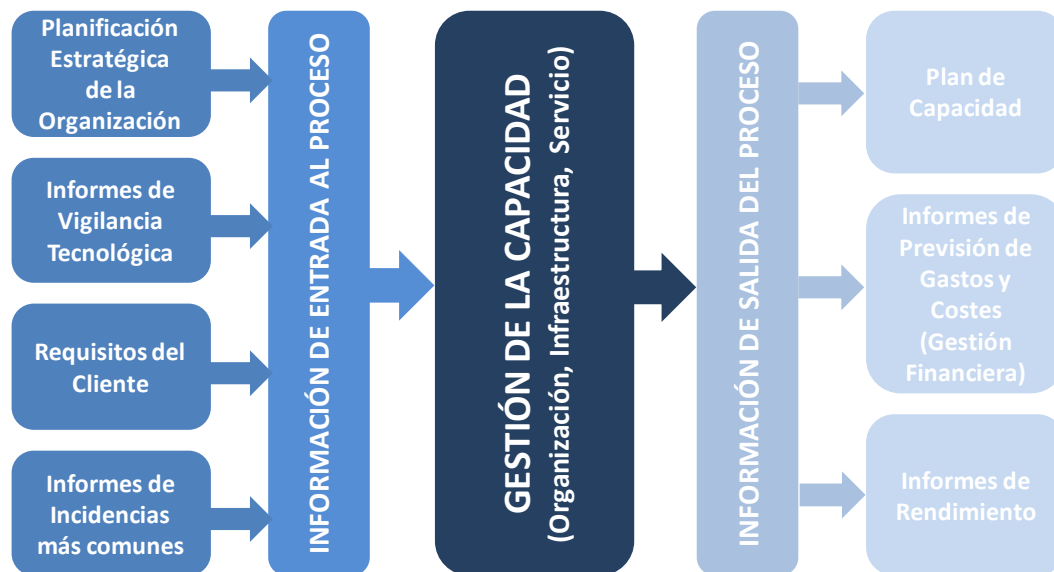 Planificación
Estratégica
de la
Organización
Informes de
Vigilancia
Tecnológica
Requisitos del
Cliente
Informes de
Incidencias
más comunes
INFORMACIÓN DE ENTRADA AL PROCESO
GESTIÓN DE LA CAPACIDAD
(Organización, Infraestructura, Servicio)
INFORMACIÓN DE SALIDA DEL PROCESO
Plan de
Capacidad
Informes de
Previsión de
Gastos y
Costes
(Gestión
Financiera)
Informes de
Rendimiento